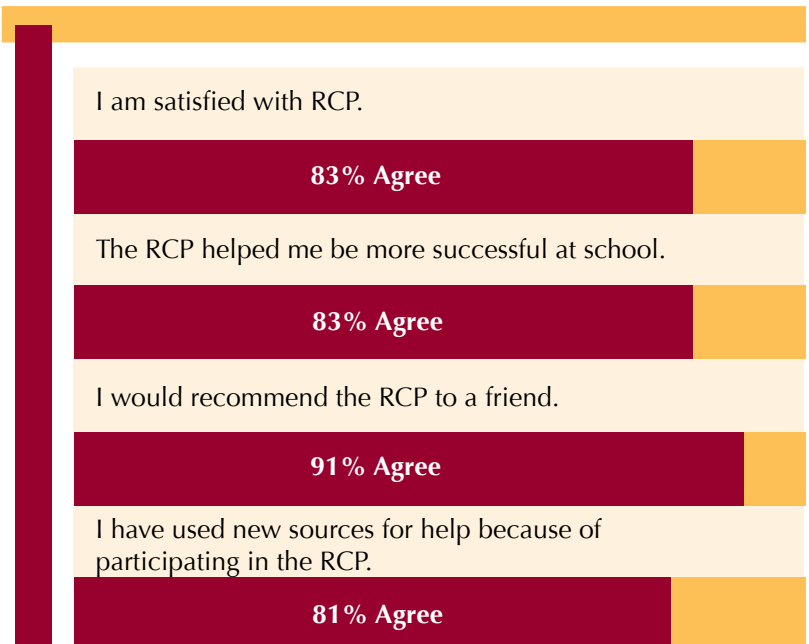 I am satisfied with RCP.
83% Agree
The RCP helped me be more successful at school.
83% Agree
I would recommend the RCP to a friend.
91% Agree
I have used new sources for help because of
participating in the RCP.
81% Agree